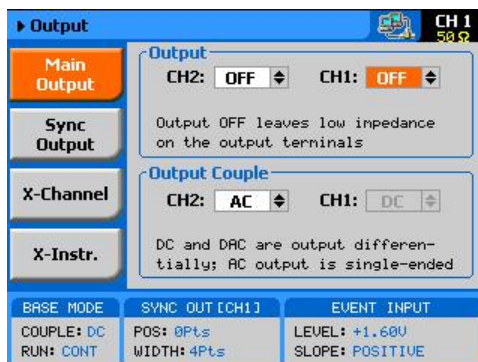 Output
CH 1
50Ω
Main
Output
Sync
Output
X-Channel
X-Instr.
Output
CH2: OFF CH1: OFF
Output OFF leaves low impedance
on the output terminals
Output Couple
CH2: AC CH1: DC
DC and DAC are output differen-
tially; AC output is single-ended
BASE MODE
COUPLE: DC
RUN: CONT
SYNC OUT [CH1]
POS: 0Pts
WIDTH: 4Pts
EVENT INPUT
LEVEL: +1.60V
SLOPE: POSITIVE